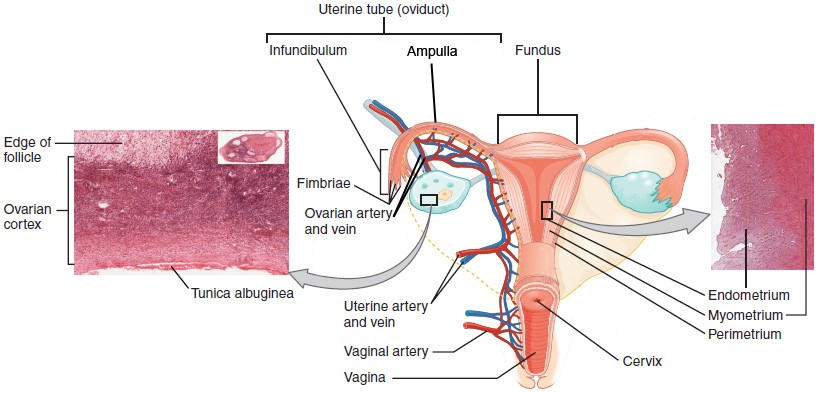 Uterine tube (oviduct)
Infundibulum
Ampulla
Fundus
Edge of
follicle
Ovarian
cortex
Tunica albuginea
Fimbriae
Ovarian artery
and vein
Uterine artery
and vein
Vaginal artery
Vagina
Cervix
Endometrium
Myometrium
Perimetrium